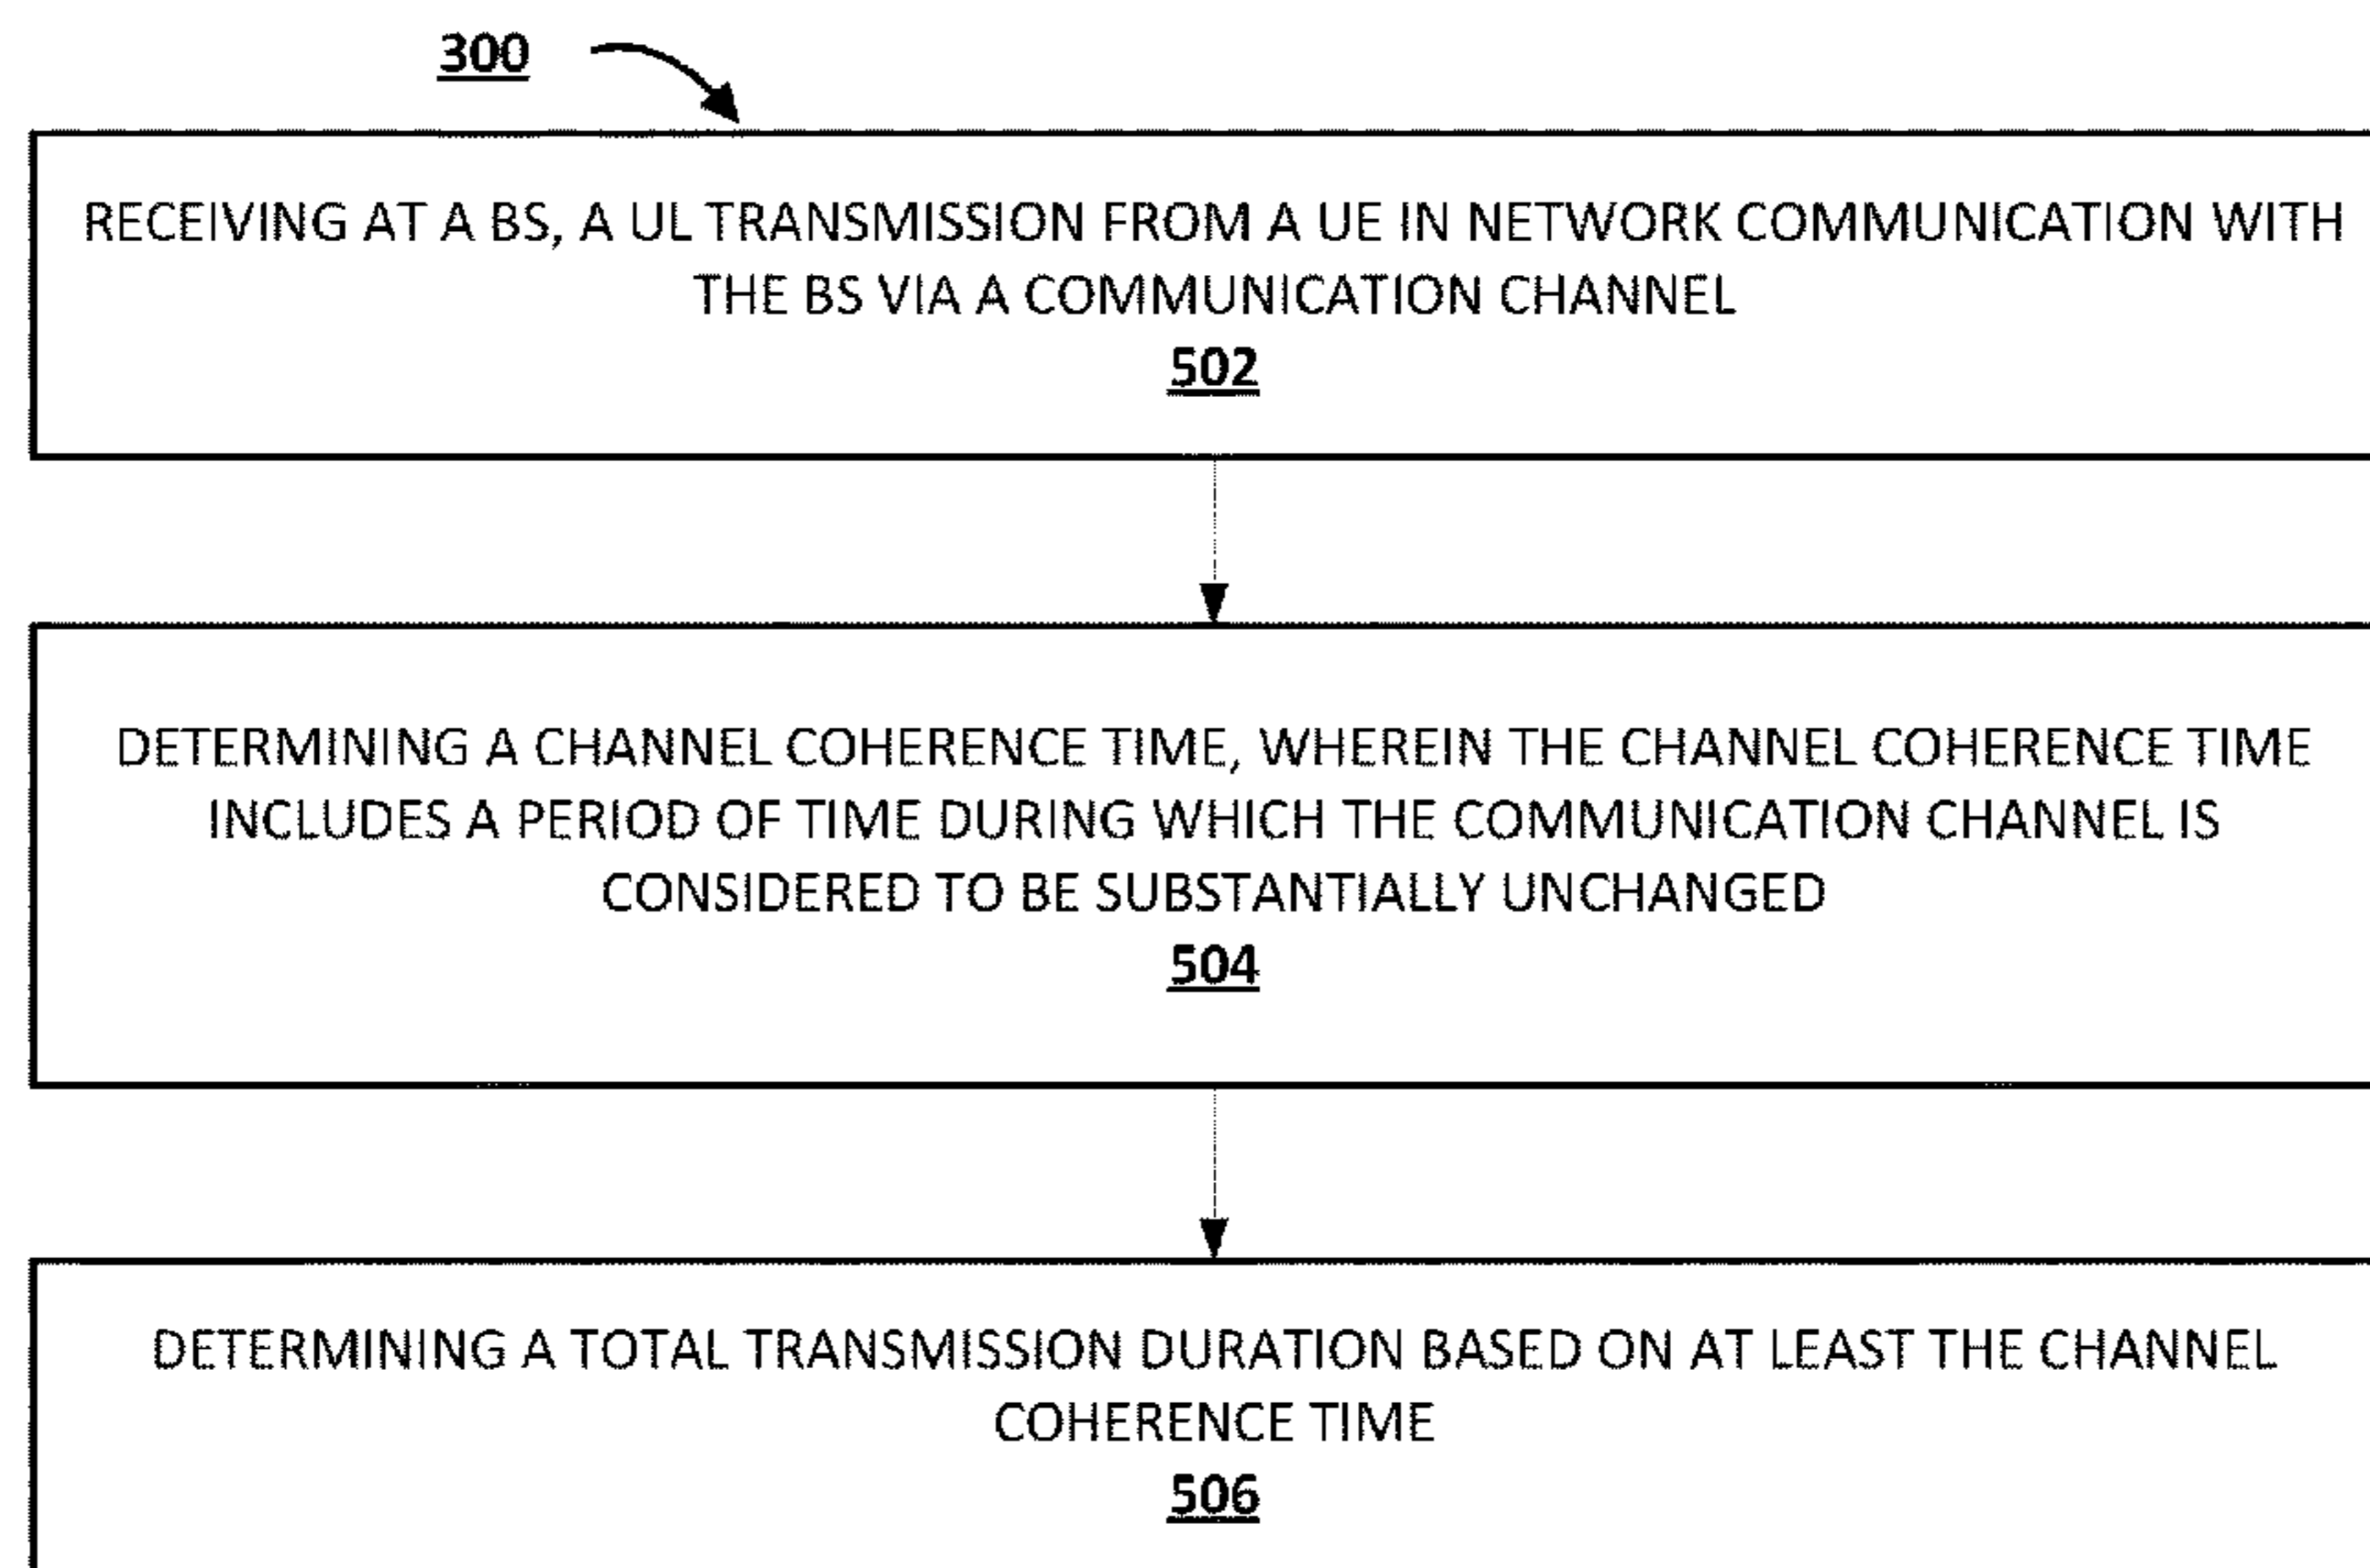 300
RECEIVING AT A BS, A UL TRANSMISSION FROM A UE IN NETWORK COMMUNICATION WITH
THE BS VIA A COMMUNICATION CHANNEL
502
DETERMINING A CHANNEL COHERENCE TIME, WHEREIN THE CHANNEL COHERENCE TIME
INCLUDES A PERIOD OF TIME DURING WHICH THE COMMUNICATION CHANNEL IS
CONSIDERED TO BE SUBSTANTIALLY UNCHANGED
504
DETERMINING A TOTAL TRANSMISSION DURATION BASED ON AT LEAST THE CHANNEL
COHERENCE TIME
506